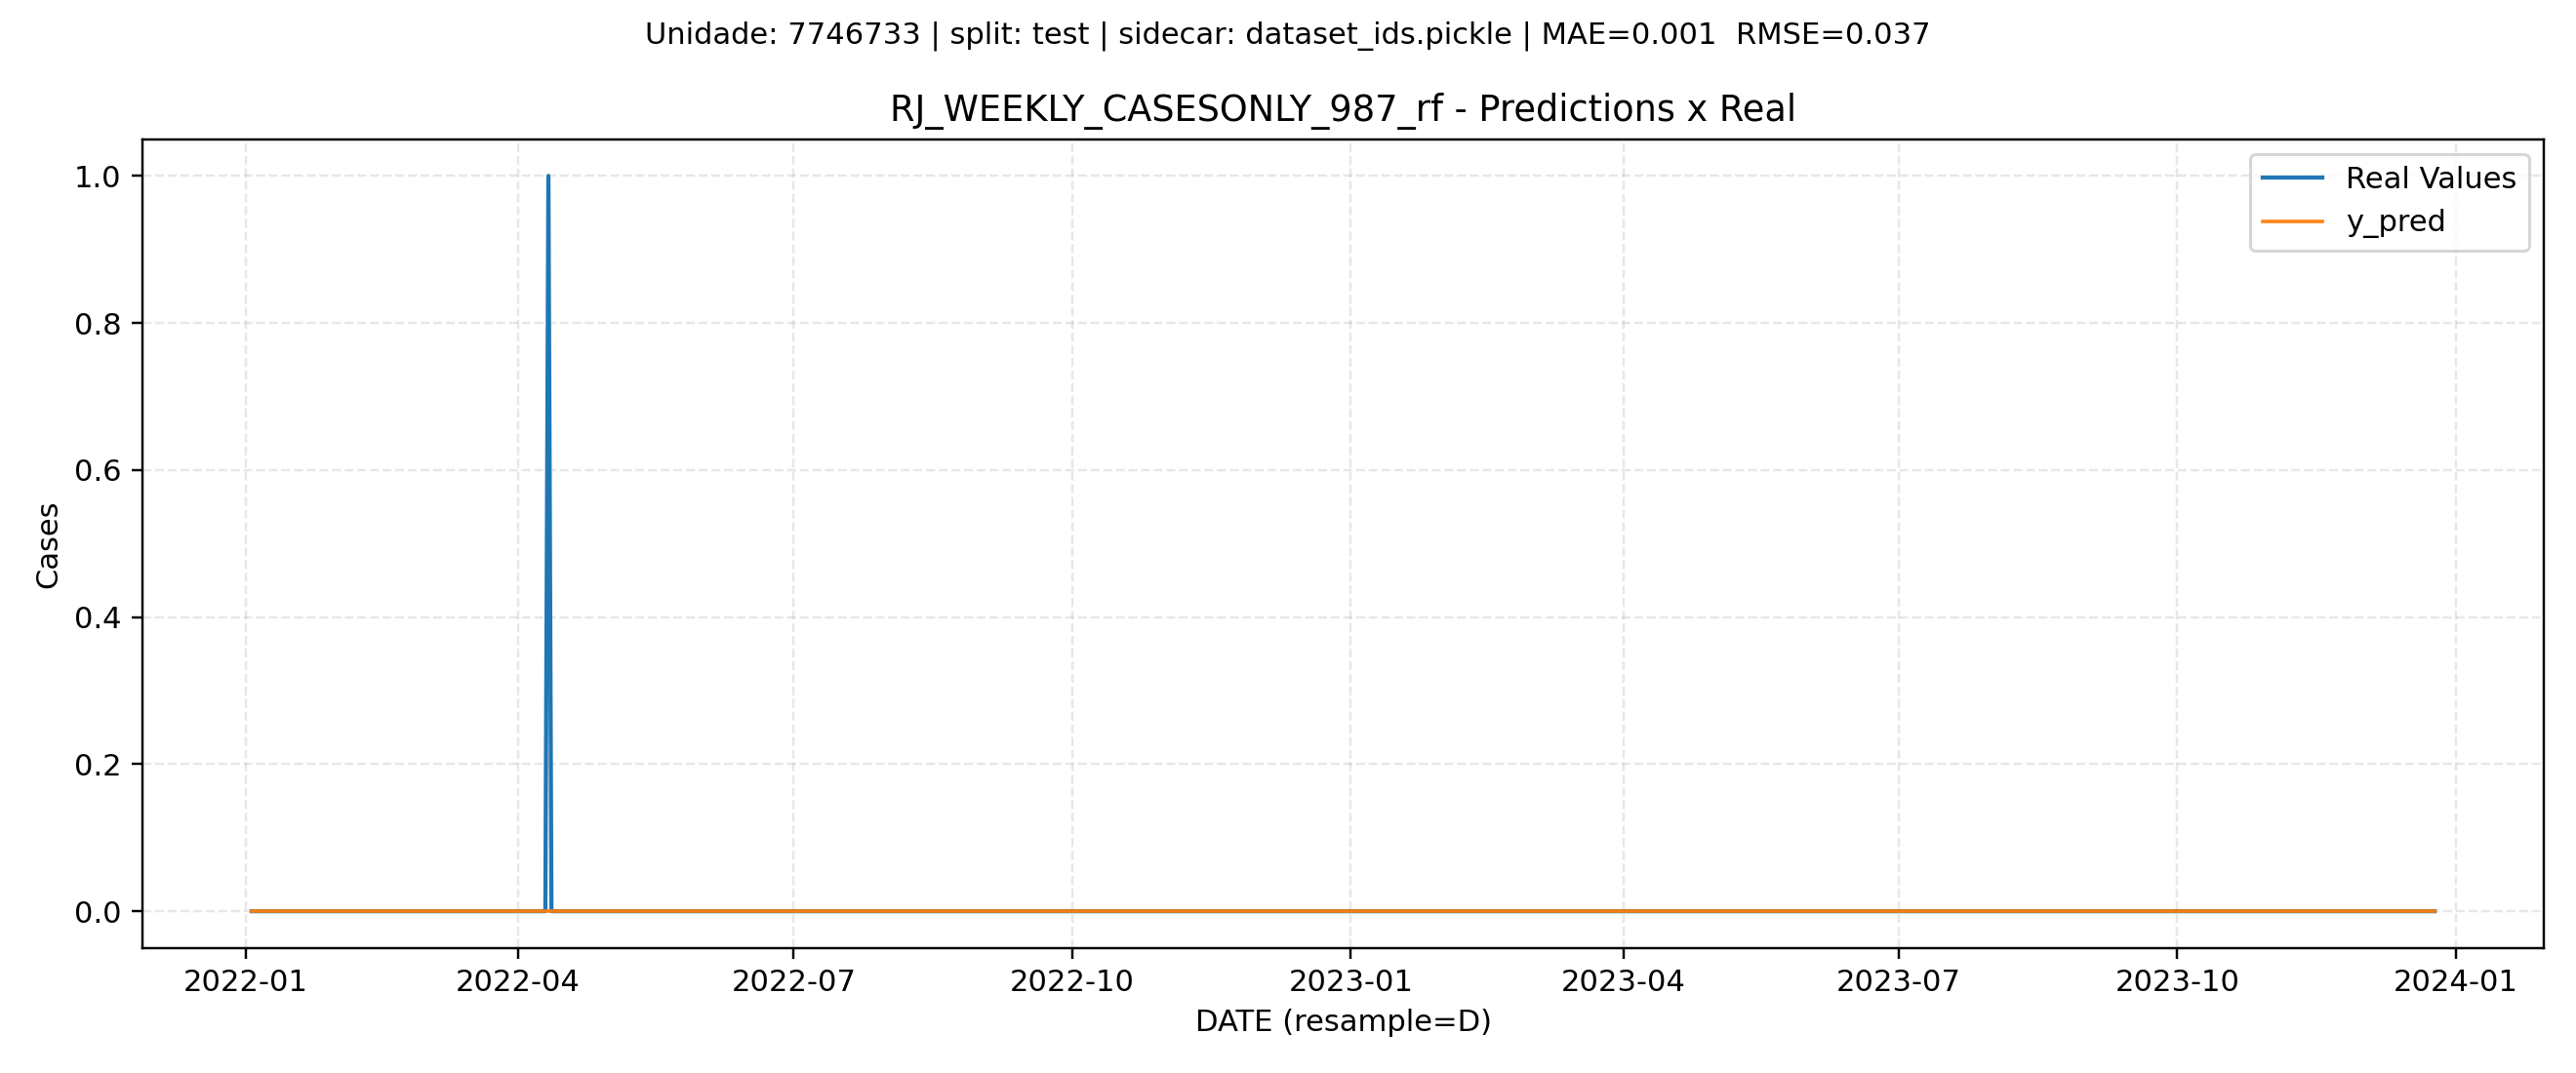 Unidade: 7746733 | split: test | sidecar: dataset_ids.pickle | MAE=0.001  RMSE=0.037
RJ_WEEKLY_CASESONLY_987_rf - Predictions x Real
Real Values
y_pred
1.0
0.8
0.6
0.4
0.2
0.0
Cases
2022-01
2022-04
2022-07
2022-10
2023-01
2023-04
2023-07
2023-10
2024-01
DATE (resample=D)